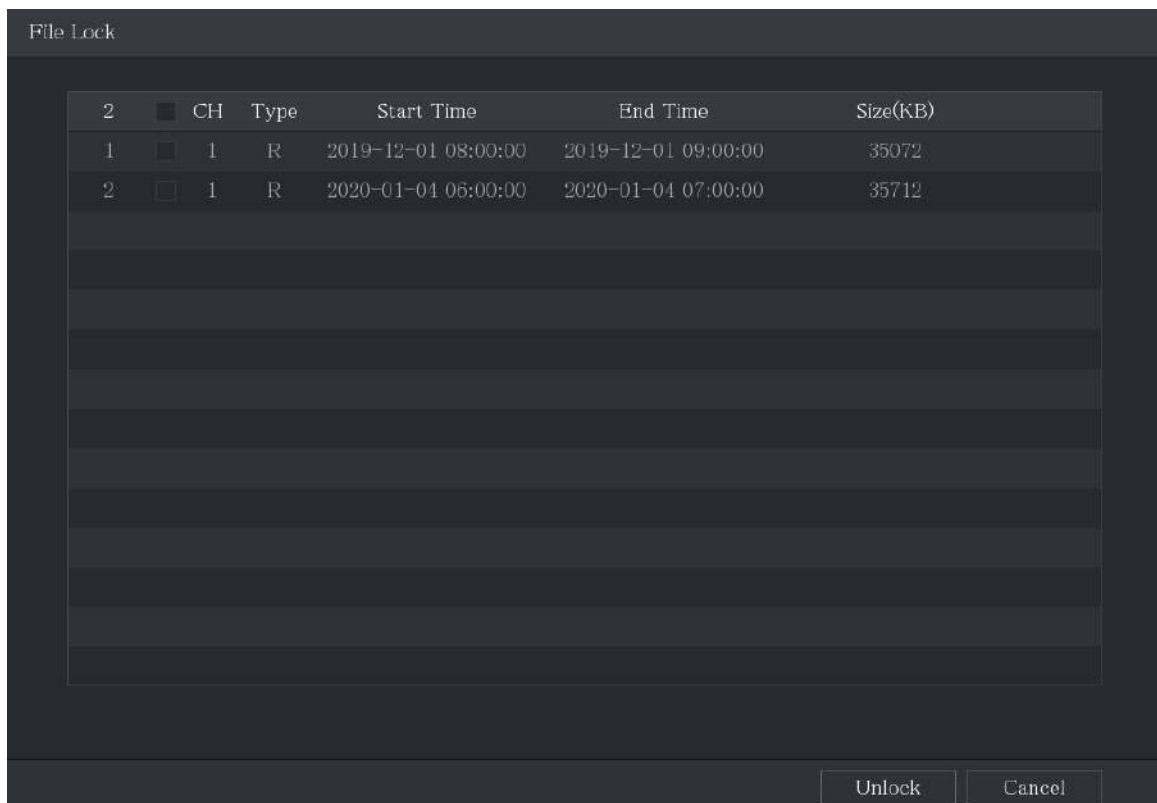 File Lock
2 CH Type Start Time End Time Size(KB)
1 1 R 2019-12-01 08:00:00 2019-12-01 09:00:00 35072
2 1 R 2020-01-04 06:00:00 2020-01-04 07:00:00 35712
Unlock Cancel